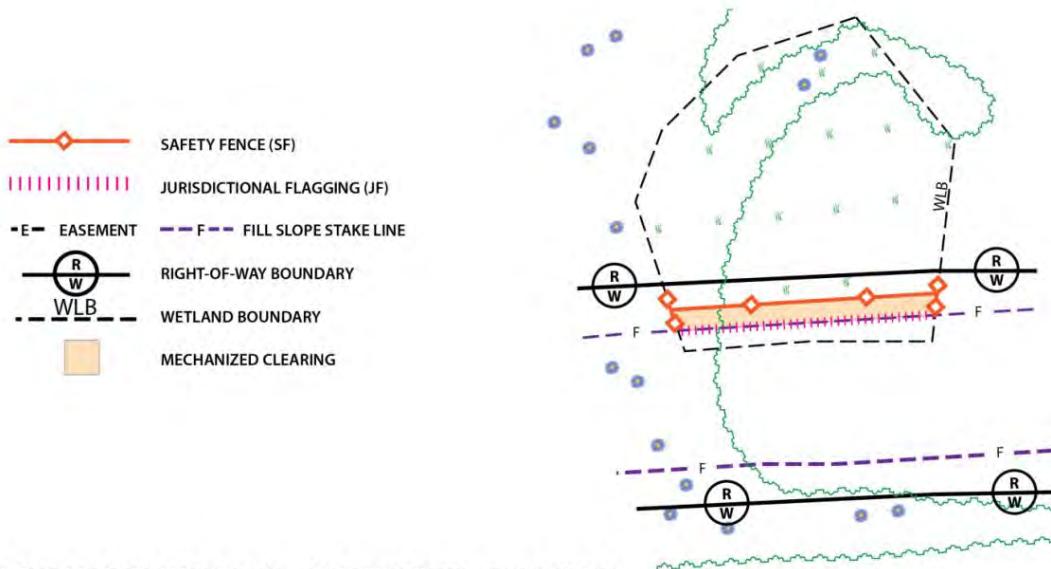 SAFETY FENCE (SF)
JURISDICTIONAL FLAGGING (JF)
E EASEMENT F FILL SLOPE STAKE LINE
R
W
RIGHT-OF-WAY BOUNDARY
WLB
WETLAND BOUNDARY
MECHANIZED CLEARING
WLB
R
W
R
W
F
F
F
F
R
W
R
W